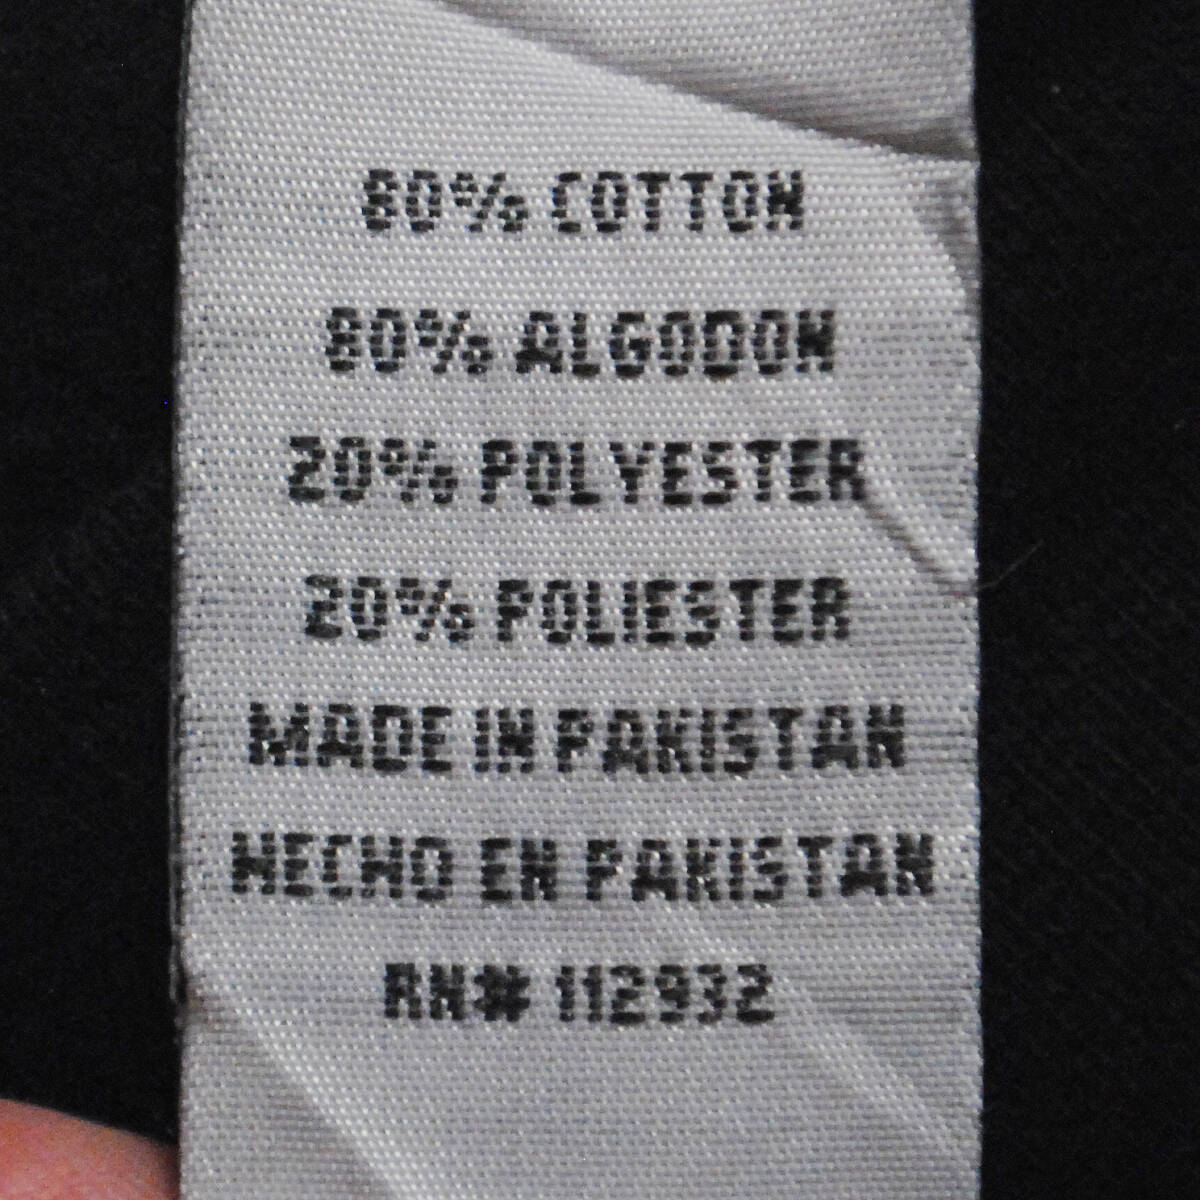 80% COTTON
80% ALGODON
20% POLYESTER
20% POLIESTER
MADE IN PAKISTAN
HECHO EN PAKISTAN
RN# 112932